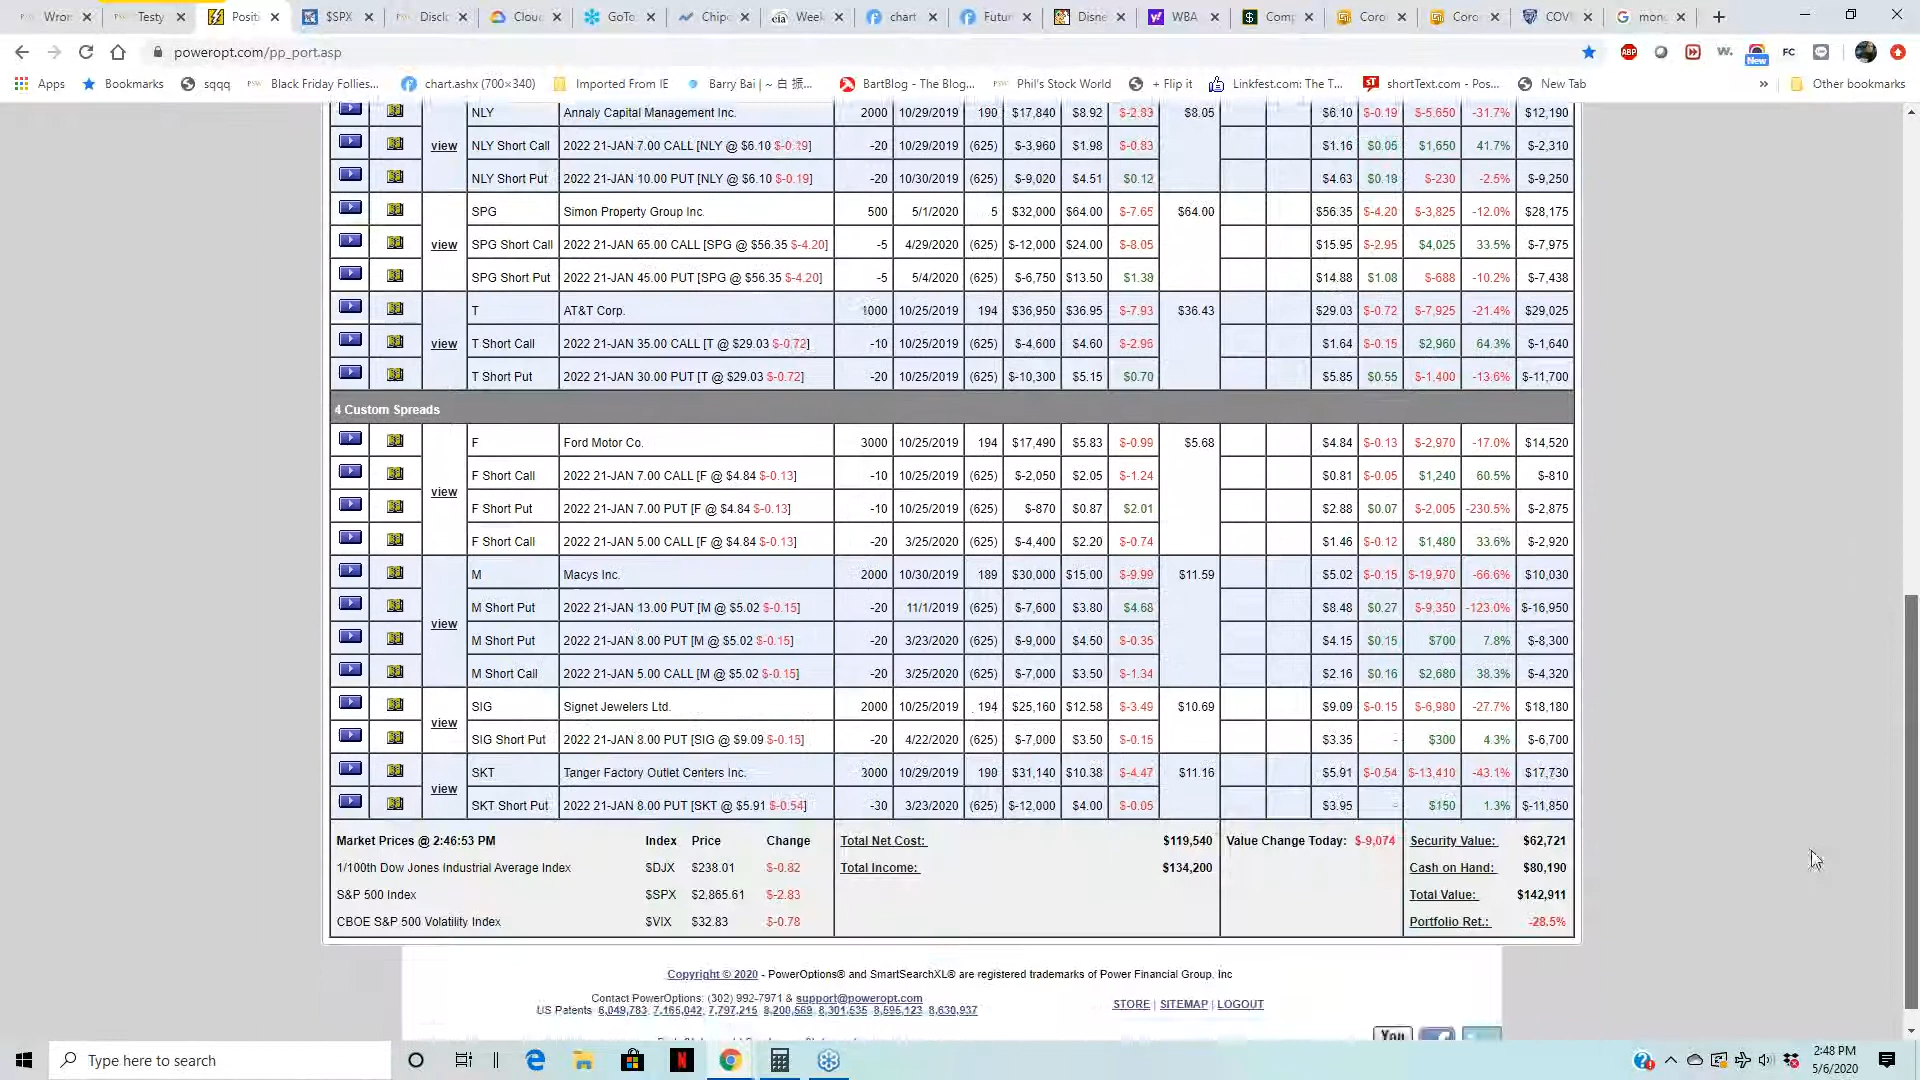 Wron × Testy × Positi × $SPX × Disclo × Cloud × GoTo × Chipo × Week × chart × Futur × Disne × WBA × Comp × Coro × Coro × COVI × mon × +
poweropt.com/pp_port.asp
Apps Bookmarks sqqq Black Friday Follies... chart.ashx (700×340) Imported From IE Barry Bai | ~ 白 振... BartBlog - The Blog... Phil's Stock World + Flip it Linkfest.com: The T... shortText.com - Pos... New Tab » Other bookmarks
NLY Annaly Capital Management Inc. 2000 10/29/2019 190 $17,840 $8.92 $-2.83 $8.05 $6.10 $-0.19 $-5,650 -31.7% $12,190
view NLY Short Call 2022 21-JAN 7.00 CALL [NLY @ $6.10 $-0.19] -20 10/29/2019 (625) $-3,960 $1.98 $-0.83 $1.16 $0.05 $1,650 41.7% $-2,310
NLY Short Put 2022 21-JAN 10.00 PUT [NLY @ $6.10 $-0.19] -20 10/30/2019 (625) $-9,020 $4.51 $0.12 $4.63 $0.19 $-230 -2.5% $-9,250
SPG Simon Property Group Inc. 500 5/1/2020 5 $32,000 $64.00 $-7.65 $64.00 $56.35 $-4.20 $-3,825 -12.0% $28,175
view SPG Short Call 2022 21-JAN 65.00 CALL [SPG @ $56.35 $-4.20] -5 4/29/2020 (625) $-12,000 $24.00 $-8.05 $15.95 $-2.95 $4,025 33.5% $-7,975
SPG Short Put 2022 21-JAN 45.00 PUT [SPG @ $56.35 $-4.20] -5 5/4/2020 (625) $-6,750 $13.50 $1.38 $14.88 $1.08 $-688 -10.2% $-7,438
T AT&T Corp. 1000 10/25/2019 194 $36,950 $36.95 $-7.93 $36.43 $29.03 $-0.72 $-7,925 -21.4% $29,025
view T Short Call 2022 21-JAN 35.00 CALL [T @ $29.03 $-0.72] -10 10/25/2019 (625) $-4,600 $4.60 $-2.96 $1.64 $-0.15 $2,960 64.3% $-1,640
T Short Put 2022 21-JAN 30.00 PUT [T @ $29.03 $-0.72] -20 10/25/2019 (625) $-10,300 $5.15 $0.70 $5.85 $0.55 $-1,400 -13.6% $-11,700
4 Custom Spreads
F Ford Motor Co. 3000 10/25/2019 194 $17,490 $5.83 $-0.99 $5.68 $4.84 $-0.13 $-2,970 -17.0% $14,520
F Short Call 2022 21-JAN 7.00 CALL [F @ $4.84 $-0.13] -10 10/25/2019 (625) $-2,050 $2.05 $-1.24 $0.81 $-0.05 $1,240 60.5% $-810
view F Short Put 2022 21-JAN 7.00 PUT [F @ $4.84 $-0.13] -10 10/25/2019 (625) $-870 $0.87 $2.01 $2.88 $0.07 $-2,005 -230.5% $-2,875
F Short Call 2022 21-JAN 5.00 CALL [F @ $4.84 $-0.13] -20 3/25/2020 (625) $-4,400 $2.20 $-0.74 $1.46 $-0.12 $1,480 33.6% $-2,920
M Macys Inc. 2000 10/30/2019 189 $30,000 $15.00 $-9.99 $11.59 $5.02 $-0.15 $-19,970 -66.6% $10,030
M Short Put 2022 21-JAN 13.00 PUT [M @ $5.02 $-0.15] -20 11/1/2019 (625) $-7,600 $3.80 $4.68 $8.48 $0.27 $-9,350 -123.0% $-16,950
view M Short Put 2022 21-JAN 8.00 PUT [M @ $5.02 $-0.15] -20 3/23/2020 (625) $-9,000 $4.50 $-0.35 $4.15 $0.15 $700 7.8% $-8,300
M Short Call 2022 21-JAN 5.00 CALL [M @ $5.02 $-0.15] -20 3/25/2020 (625) $-7,000 $3.50 $-1.34 $2.16 $0.16 $2,680 38.3% $-4,320
SIG Signet Jewelers Ltd. 2000 10/25/2019 194 $25,160 $12.58 $-3.49 $10.69 $9.09 $-0.15 $-6,980 -27.7% $18,180
view SIG Short Put 2022 21-JAN 8.00 PUT [SIG @ $9.09 $-0.15] -20 4/22/2020 (625) $-7,000 $3.50 $-0.15 $3.35 - $300 4.3% $-6,700
SKT Tanger Factory Outlet Centers Inc. 3000 10/29/2019 190 $31,140 $10.38 $-4.47 $11.16 $5.91 $-0.54 $-13,410 -43.1% $17,730
view SKT Short Put 2022 21-JAN 8.00 PUT [SKT @ $5.91 $-0.54] -30 3/23/2020 (625) $-12,000 $4.00 $-0.05 $3.95 - $150 1.3% $-11,850
Market Prices @ 2:46:53 PM Index Price Change Total Net Cost: $119,540 Value Change Today: $-9,074 Security Value: $62,721
1/100th Dow Jones Industrial Average Index $DJX $238.01 $-0.82 Total Income: $134,200 Cash on Hand: $80,190
S&P 500 Index $SPX $2,865.61 $-2.83 Total Value: $142,911
CBOE S&P 500 Volatility Index $VIX $32.83 $-0.78 Portfolio Ret.: -28.5%
Copyright © 2020 - PowerOptions® and SmartSearchXL® are registered trademarks of Power Financial Group, Inc
Contact PowerOptions: (302) 992-7971 & support@poweropt.com
US Patents 6,049,783, 7,165,042, 7,797,215 8,200,569, 8,301,535 8,595,123 8,630,937
STORE | SITEMAP | LOGOUT
You
Type here to search
2:48 PM
5/6/2020